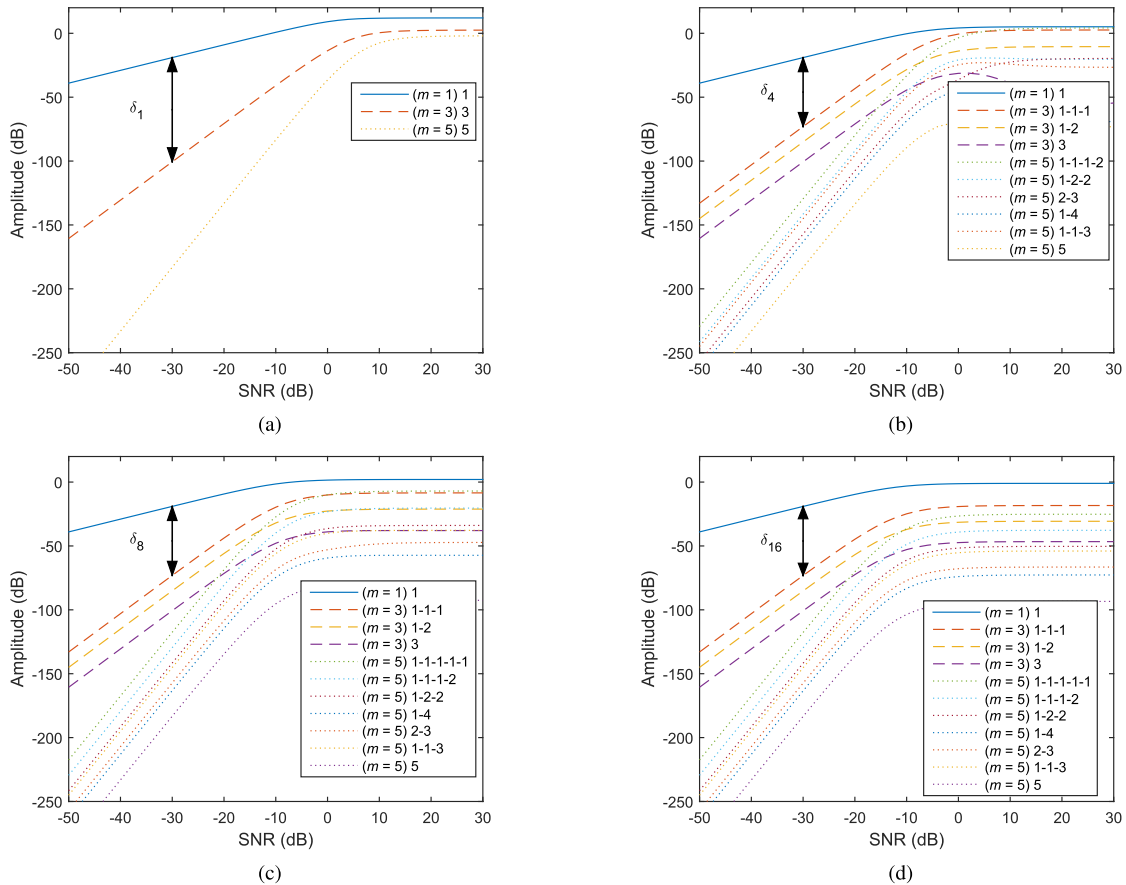 0
-50
-100
-150
-200
-250
Amplitude (dB)
δ1
(m = 1) 1
(m = 3) 3
(m = 5) 5
-50 -40 -30 -20 -10 0 10 20 30
SNR (dB)
(a)
0
-50
-100
-150
-200
-250
Amplitude (dB)
δ4
(m = 1) 1
(m = 3) 1-1-1
(m = 3) 1-2
(m = 3) 3
(m = 5) 1-1-1-2
(m = 5) 1-2-2
(m = 5) 2-3
(m = 5) 1-4
(m = 5) 1-1-3
(m = 5) 5
-50 -40 -30 -20 -10 0 10 20 30
SNR (dB)
(b)
0
-50
-100
-150
-200
-250
Amplitude (dB)
δ8
(m = 1) 1
(m = 3) 1-1-1
(m = 3) 1-2
(m = 3) 3
(m = 5) 1-1-1-1-1
(m = 5) 1-1-1-2
(m = 5) 1-2-2
(m = 5) 1-4
(m = 5) 2-3
(m = 5) 1-1-3
(m = 5) 5
-50 -40 -30 -20 -10 0 10 20 30
SNR (dB)
(c)
0
-50
-100
-150
-200
-250
Amplitude (dB)
δ16
(m = 1) 1
(m = 3) 1-1-1
(m = 3) 1-2
(m = 3) 3
(m = 5) 1-1-1-1-1
(m = 5) 1-1-1-2
(m = 5) 1-2-2
(m = 5) 1-4
(m = 5) 2-3
(m = 5) 1-1-3
(m = 5) 5
-50 -40 -30 -20 -10 0 10 20 30
SNR (dB)
(d)